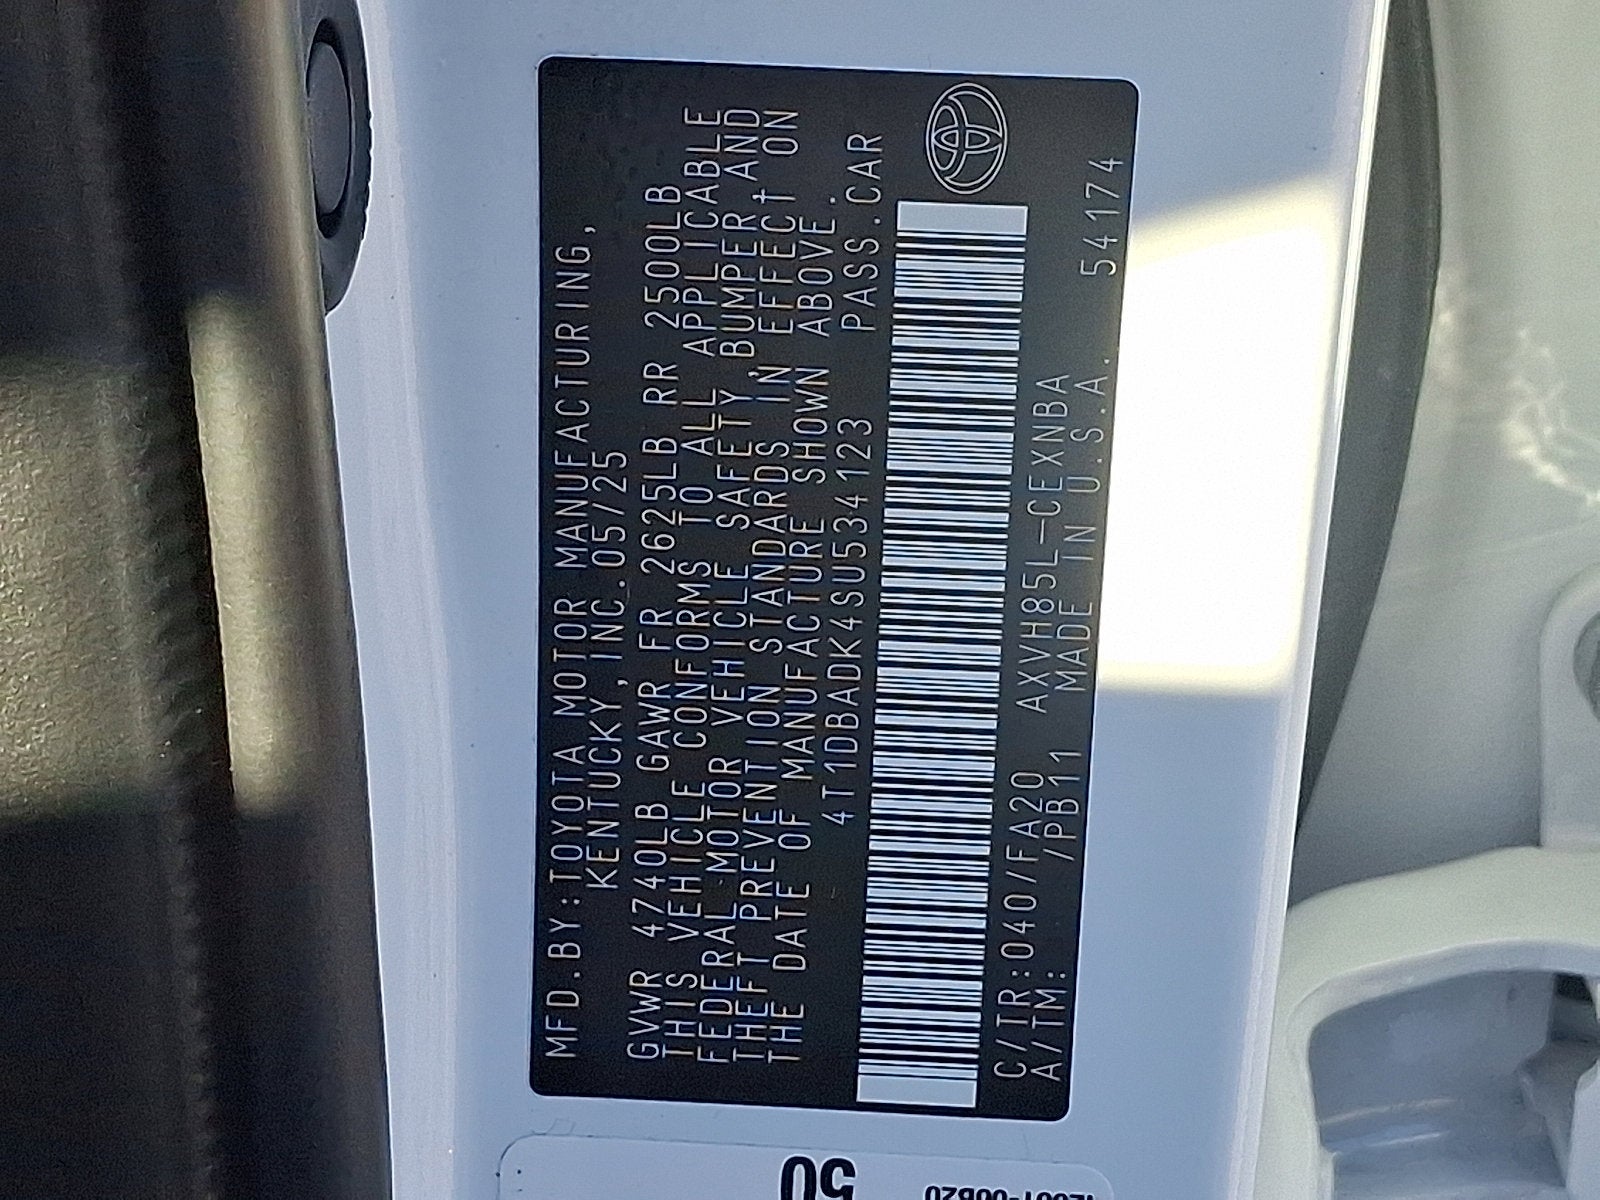 MFD.BY:TOYOTA MOTOR MANUFACTURING,
KENTUCKY,INC.05/25
GVWR 4740LB GAWR FR 2625LB RR 2500LB
THIS VEHICLE CONFORMS TO ALL APPLICABLE
FEDERAL MOTOR VEHICLE SAFETY,BUMPER,AND
THEFT PREVENTION STANDARDS IN EFFECT ON
THE DATE OF MANUFACTURE SHOWN ABOVE.
4T1DBADK4SU534123 PASS.CAR
C/TR:040/FA20 AXVH85L-CEXNBA
A/TM: /PB11 MADE IN U.S.A. 54174
50